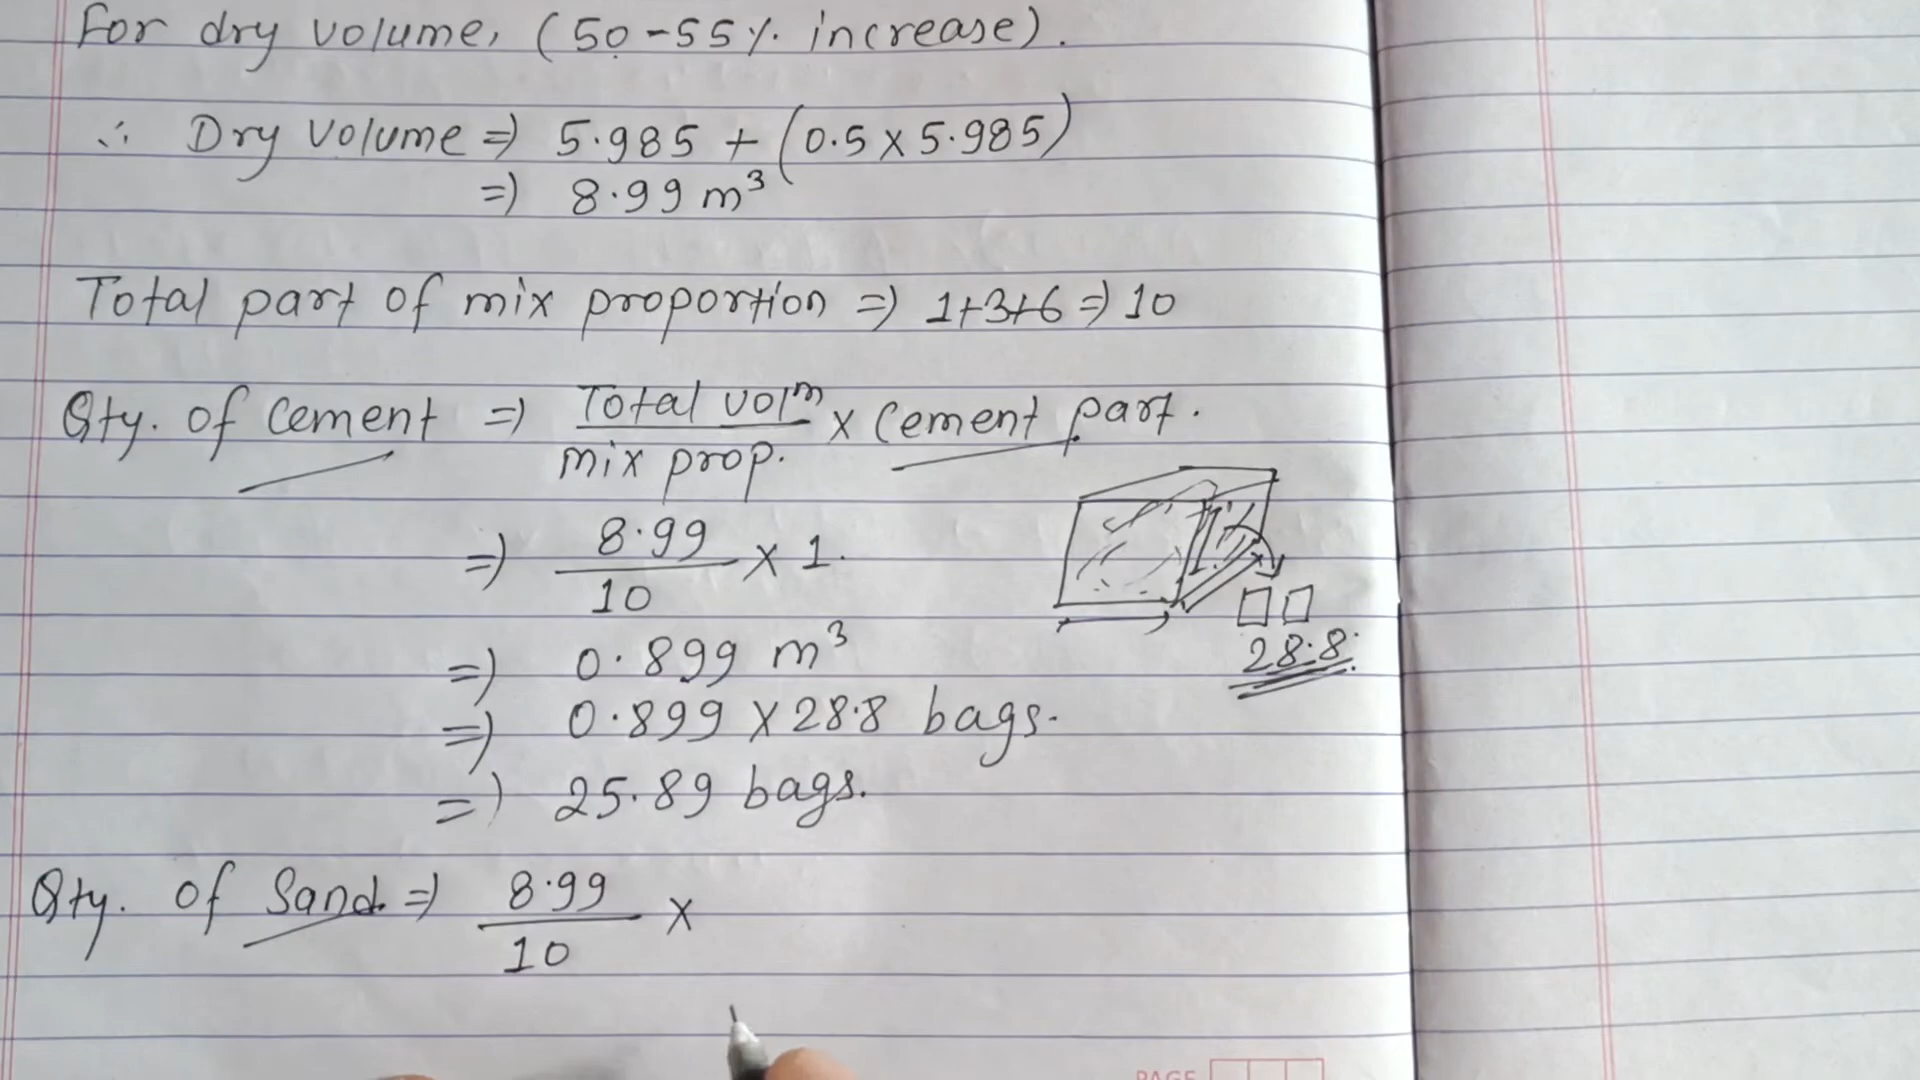 For dry volume, (50-55%. increase).
∴ Dry volume ⇒ 5.985 + (0.5 x 5.985)
⇒ 8.99 m³
Total part of mix proportion ⇒ 1+3+6 ⇒ 10
Qty. of cement ⇒ Total volᵐ / mix prop. x Cement part.
⇒ 8.99 / 10 x 1.
⇒ 0.899 m³
28.8.
⇒ 0.899 x 28.8 bags.
⇒ 25.89 bags.
Qty. of Sand. ⇒ 8.99 / 10 x
PAGE